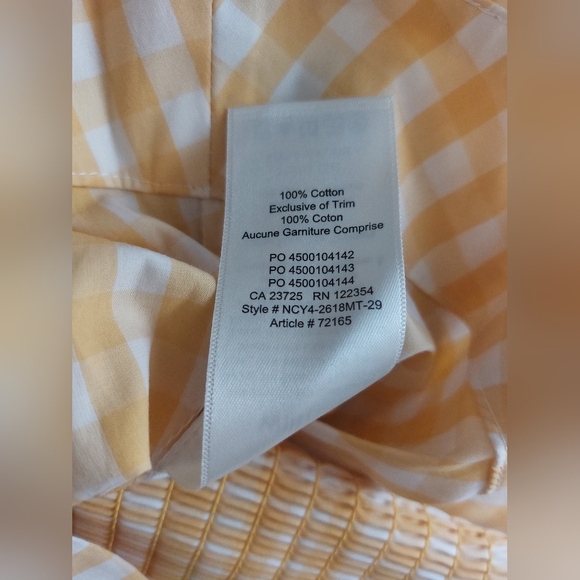 100% Cotton
Exclusive of Trim
100% Coton
Aucune Garniture Comprise
PO 4500104142
PO 4500104143
PO 4500104144
CA 23725 RN 122354
Style # NCY4-2618MT-29
Article # 72165